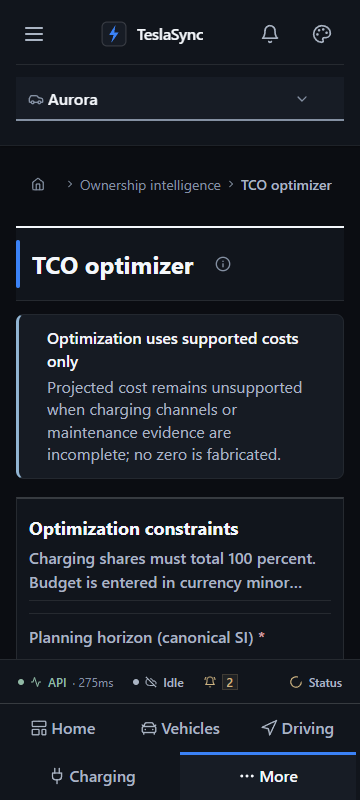 TeslaSync
Aurora
Ownership intelligence
TCO optimizer
TCO optimizer
Optimization uses supported costs
only
Projected cost remains unsupported
when charging channels or
maintenance evidence are
incomplete; no zero is fabricated.
Optimization constraints
Charging shares must total 100 percent.
Budget is entered in currency minor...
Planning horizon (canonical SI) *
API · 275ms
Idle
2
Status
Home
Vehicles
Driving
Charging
More